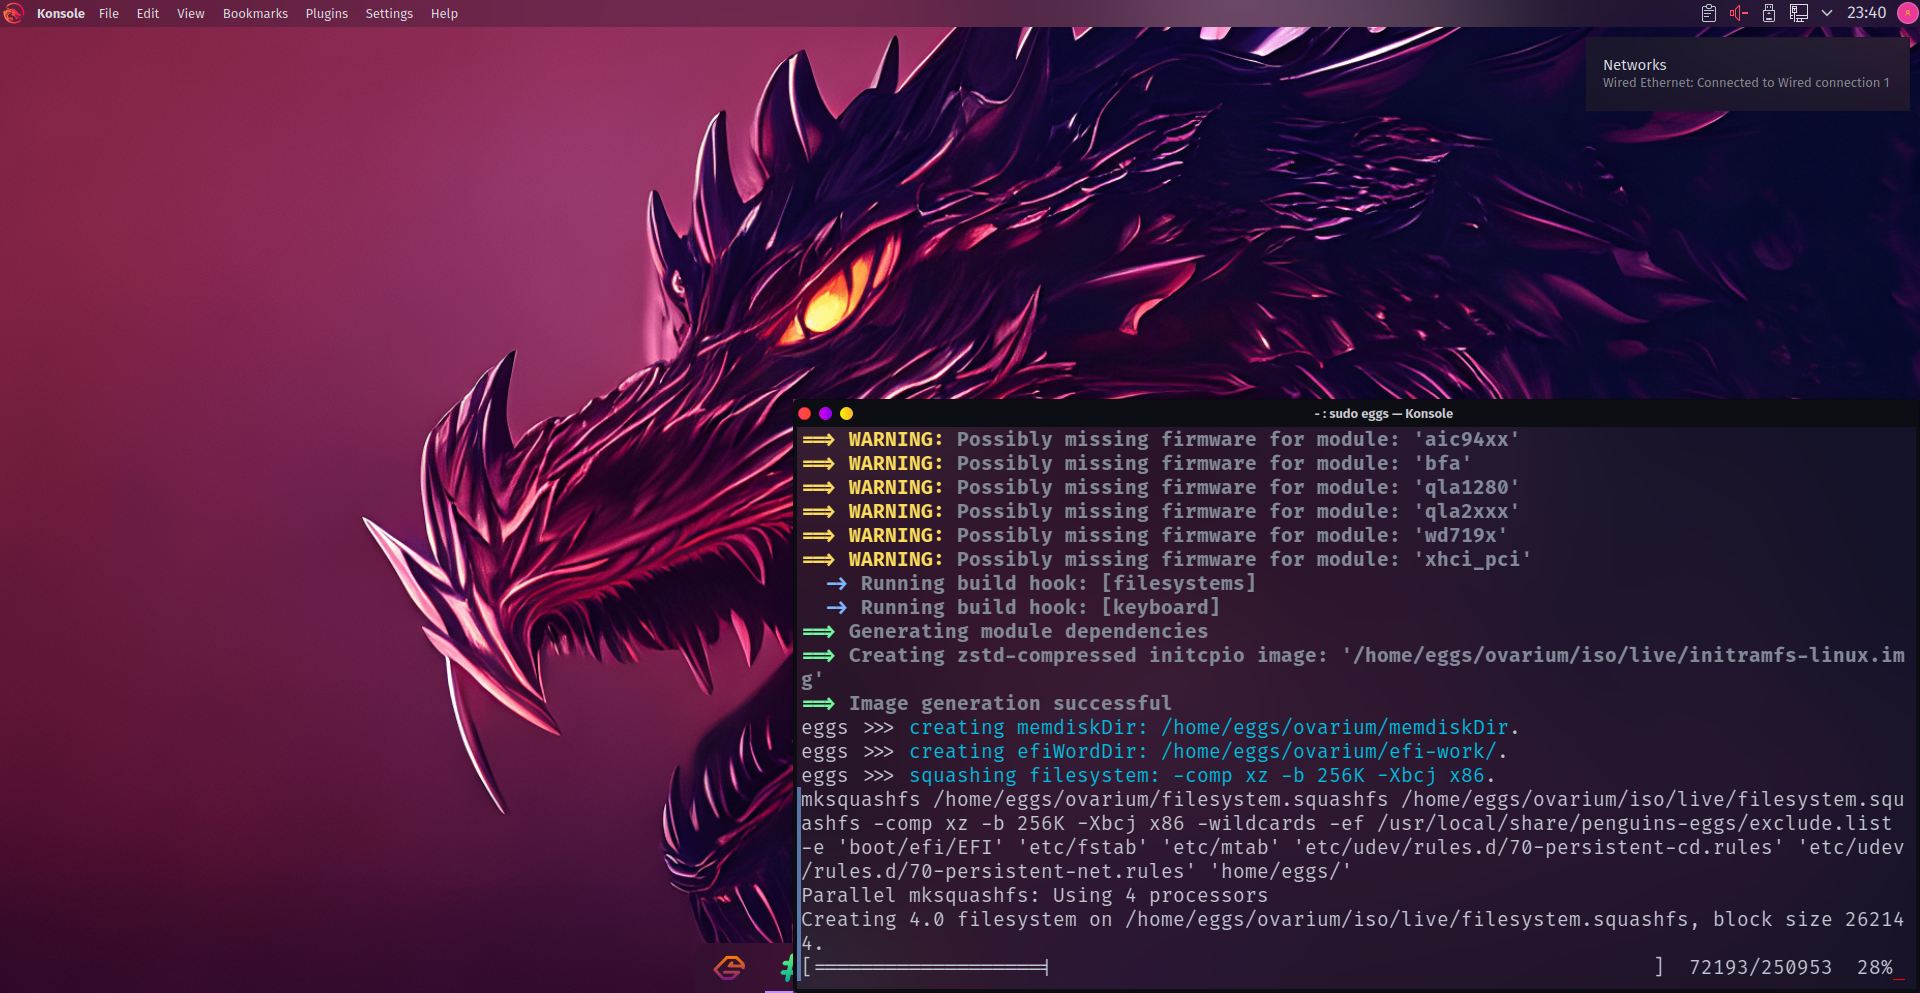 Konsole File Edit View Bookmarks Plugins Settings Help
23:40
Networks
Wired Ethernet: Connected to Wired connection 1
~ : sudo eggs — Konsole
==> WARNING: Possibly missing firmware for module: 'aic94xx'
==> WARNING: Possibly missing firmware for module: 'bfa'
==> WARNING: Possibly missing firmware for module: 'qla1280'
==> WARNING: Possibly missing firmware for module: 'qla2xxx'
==> WARNING: Possibly missing firmware for module: 'wd719x'
==> WARNING: Possibly missing firmware for module: 'xhci_pci'
-> Running build hook: [filesystems]
-> Running build hook: [keyboard]
==> Generating module dependencies
==> Creating zstd-compressed initcpio image: '/home/eggs/ovarium/iso/live/initramfs-linux.im
g'
==> Image generation successful
eggs >>> creating memdiskDir: /home/eggs/ovarium/memdiskDir.
eggs >>> creating efiWordDir: /home/eggs/ovarium/efi-work/.
eggs >>> squashing filesystem: -comp xz -b 256K -Xbcj x86.
mksquashfs /home/eggs/ovarium/filesystem.squashfs /home/eggs/ovarium/iso/live/filesystem.squ
ashfs -comp xz -b 256K -Xbcj x86 -wildcards -ef /usr/local/share/penguins-eggs/exclude.list
-e 'boot/efi/EFI' 'etc/fstab' 'etc/mtab' 'etc/udev/rules.d/70-persistent-cd.rules' 'etc/udev
/rules.d/70-persistent-net.rules' 'home/eggs/'
Parallel mksquashfs: Using 4 processors
Creating 4.0 filesystem on /home/eggs/ovarium/iso/live/filesystem.squashfs, block size 26214
4.
[===================| ] 72193/250953 28%